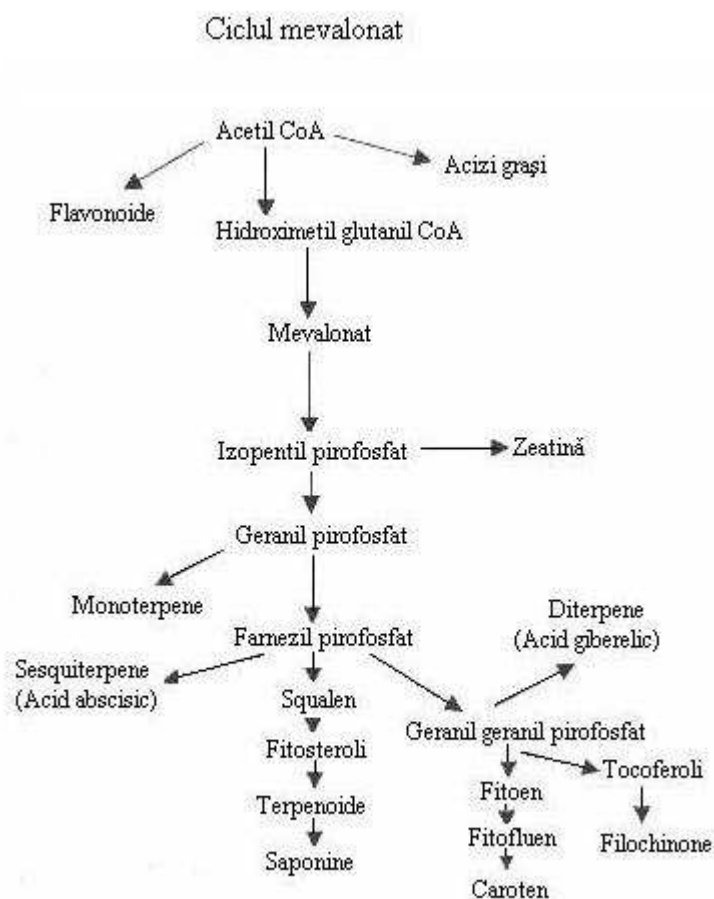 Ciclul mevalonat
Acetil CoA
Acizi grași
Flavonoide
Hidroximetil glutanil CoA
Mevalonat
Izopentil pirofosfat
Zeatină
Geranil pirofosfat
Monoterpene
Diterpene
(Acid giberelic)
Farnezil pirofosfat
Sesquiterpene
(Acid abscisic)
Squalen
Geranil geranil pirofosfat
Fitosteroli
Tocoferoli
Fitoen
Terpenoide
Fitofluen
Filochinone
Saponine
Caroten